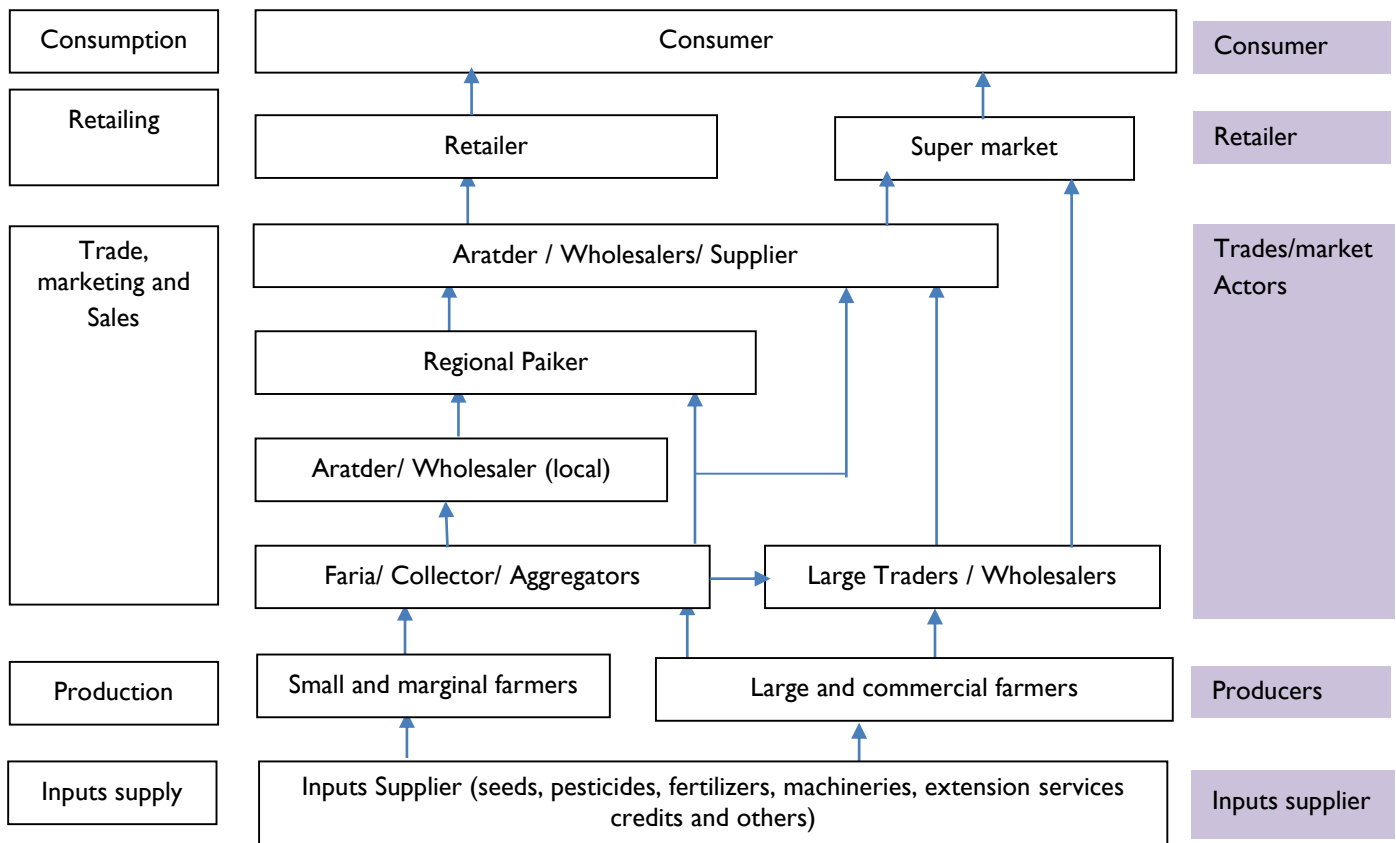 Consumption
Consumer
Consumer
Retailing
Retailer
Super market
Retailer
Trade,
marketing and
Sales
Aratder / Wholesalers/ Supplier
Trades/market
Actors
Regional Paiker
Aratder/ Wholesaler (local)
Faria/ Collector/ Aggregators
Large Traders / Wholesalers
Production
Small and marginal farmers
Large and commercial farmers
Producers
Inputs supply
Inputs Supplier (seeds, pesticides, fertilizers, machineries, extension services
credits and others)
Inputs supplier